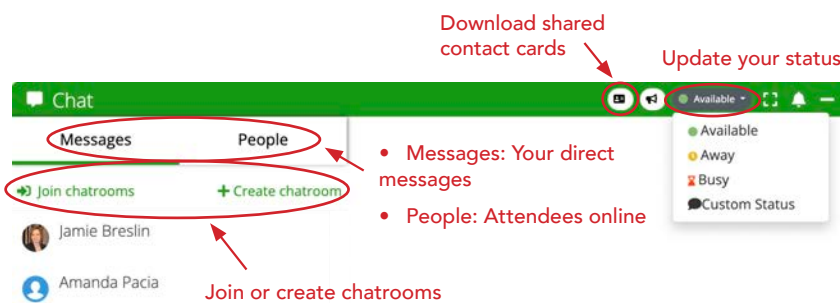 Download shared
contact cards
Update your status
Chat
Available
Messages
People
Available
Away
Busy
Custom Status
• Messages: Your direct
messages
• People: Attendees online
Join chatrooms
+ Create chatroom
Jamie Breslin
Amanda Pacia
Join or create chatrooms